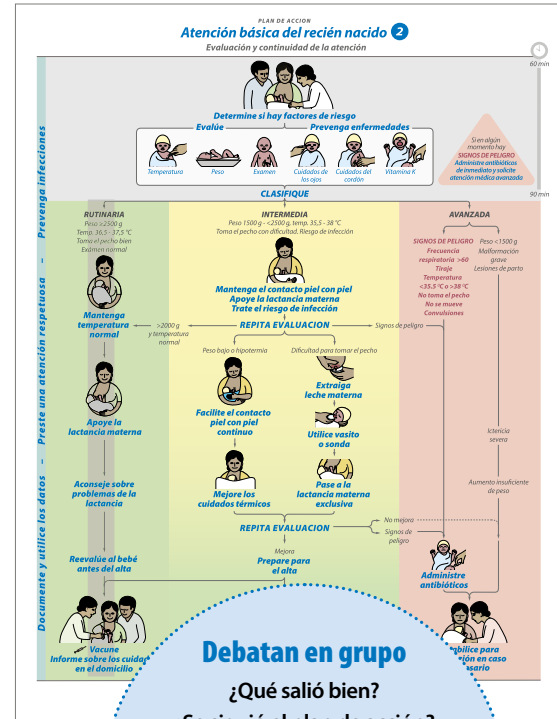 PLAN DE ACCION
Atención básica del recién nacido 2
Evaluación y continuidad de la atención
60 min
Determine si hay factores de riesgo
Evalúe
Prevenga enfermedades
Temperatura
Peso
Examen
Cuidados de
los ojos
Cuidados del
cordón
Vitamina K
Si en algún
momento hay
SIGNOS DE PELIGRO
Administre antibióticos
de inmediato y solicite
atención médica avanzada
CLASIFIQUE
90 min
Documente y utilice los datos – Preste una atención respetuosa – Prevenga infecciones
RUTINARIA
Peso ≥2500 g
Temp. 36,5 - 37,5 °C
Toma el pecho bien
Exámen normal
Mantenga
temperatura
normal
Apoye la
lactancia materna
Aconseje sobre
problemas de la
lactancia
Reevalúe al bebé
antes del alta
Vacune
Informe sobre los
en el domicilio
INTERMEDIA
Peso 1500 g - <2500 g, temp. 35,5 - 38 °C
Toma el pecho con dificultad. Riesgo de infección
Mantenga el contacto piel con piel
Apoye la lactancia materna
Trate el riesgo de infección
>2000 g
y temperatura
normal
REPITA EVALUACION
Signos de peligro
Peso bajo o hipotermia
Facilite el contacto
piel con piel
continuo
Mejore los
cuidados térmicos
Dificultad para tomar el pecho
Extraiga
leche materna
Utilice vasito
o sonda
Pase a la
lactancia materna
exclusiva
REPITA EVALUACION
No mejora
Signos de
peligro
Mejora
Prepare para
el alta
AVANZADA
SIGNOS DE PELIGRO
Frecuencia
respiratoria >60
Tiraje
Temperatura
<35.5 °C o >38 °C
No toma el pecho
No se mueve
Convulsiones
Peso <1500 g
Malformación
grave
Lesiones de parto
Ictericia
severa
Aumento insuficiente
de peso
Administre
antibióticos
para
en caso
Debatan en grupo
¿Qué salió bien?